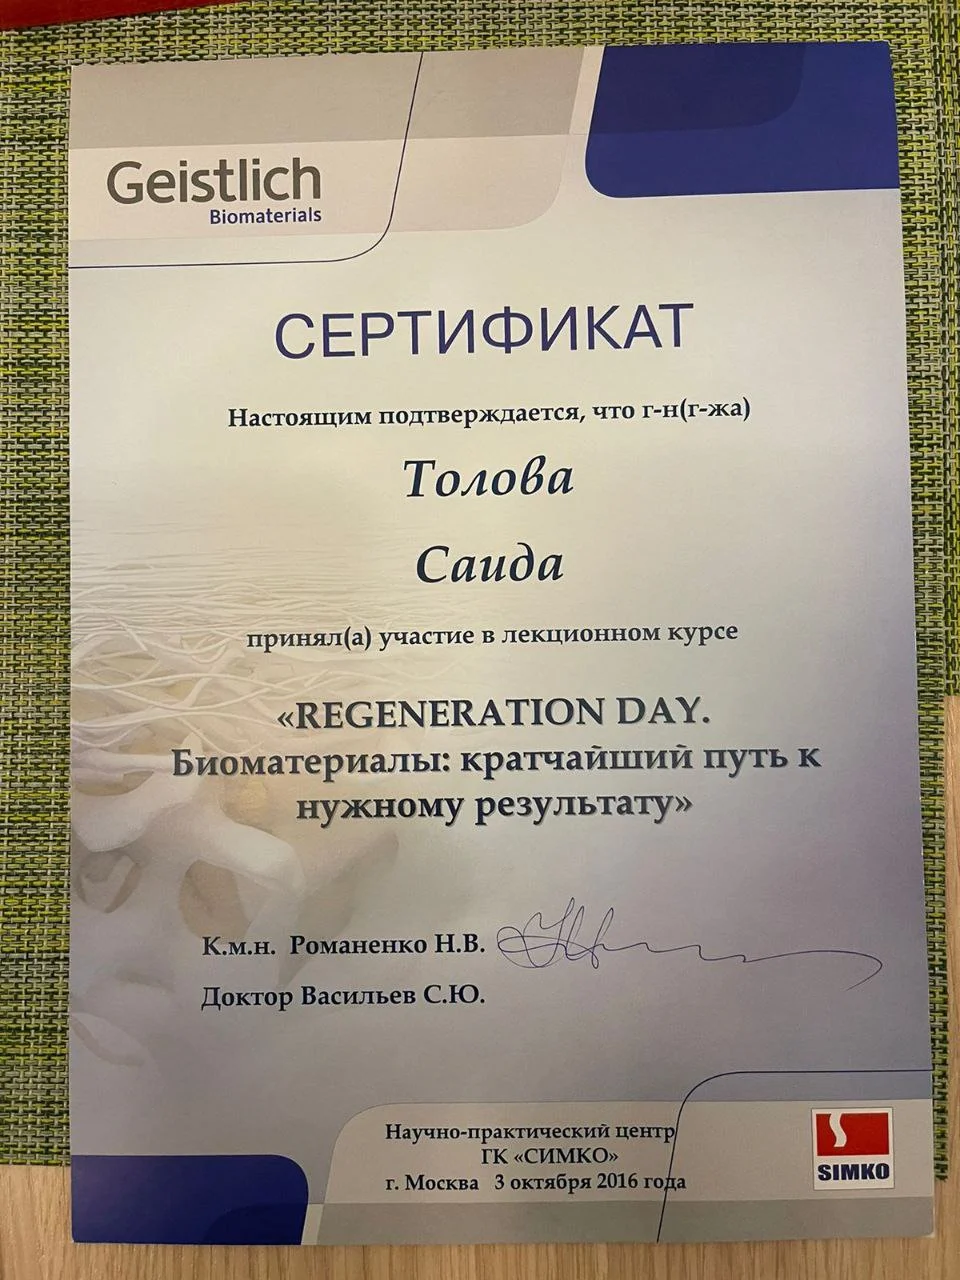 Geistlich
Biomaterials
СЕРТИФИКАТ
Настоящим подтверждается, что г-н(г-жа)
Толова
Саида
принял(а) участие в лекционном курсе
«REGENERATION DAY.
Биоматериалы: кратчайший путь к
нужному результату»
К.м.н. Романенко Н.В.
Доктор Васильев С.Ю.
Научно-практический центр
ГК «СИМКО»
г. Москва 3 октября 2016 года
SIMKO